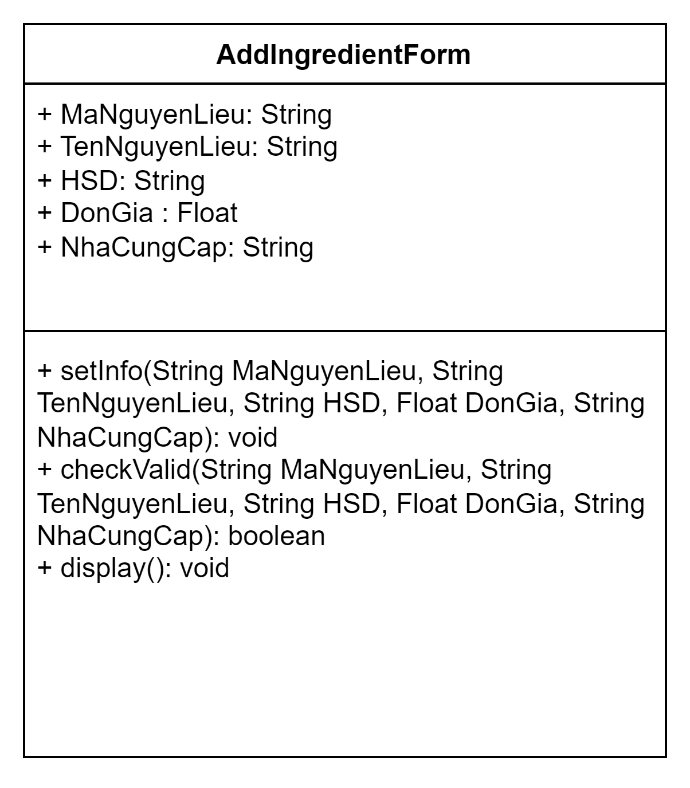 AddIngredientForm
+ MaNguyenLieu: String
+ TenNguyenLieu: String
+ HSD: String
+ DonGia : Float
+ NhaCungCap: String
+ setInfo(String MaNguyenLieu, String
TenNguyenLieu, String HSD, Float DonGia, String
NhaCungCap): void
+ checkValid(String MaNguyenLieu, String
TenNguyenLieu, String HSD, Float DonGia, String
NhaCungCap): boolean
+ display(): void